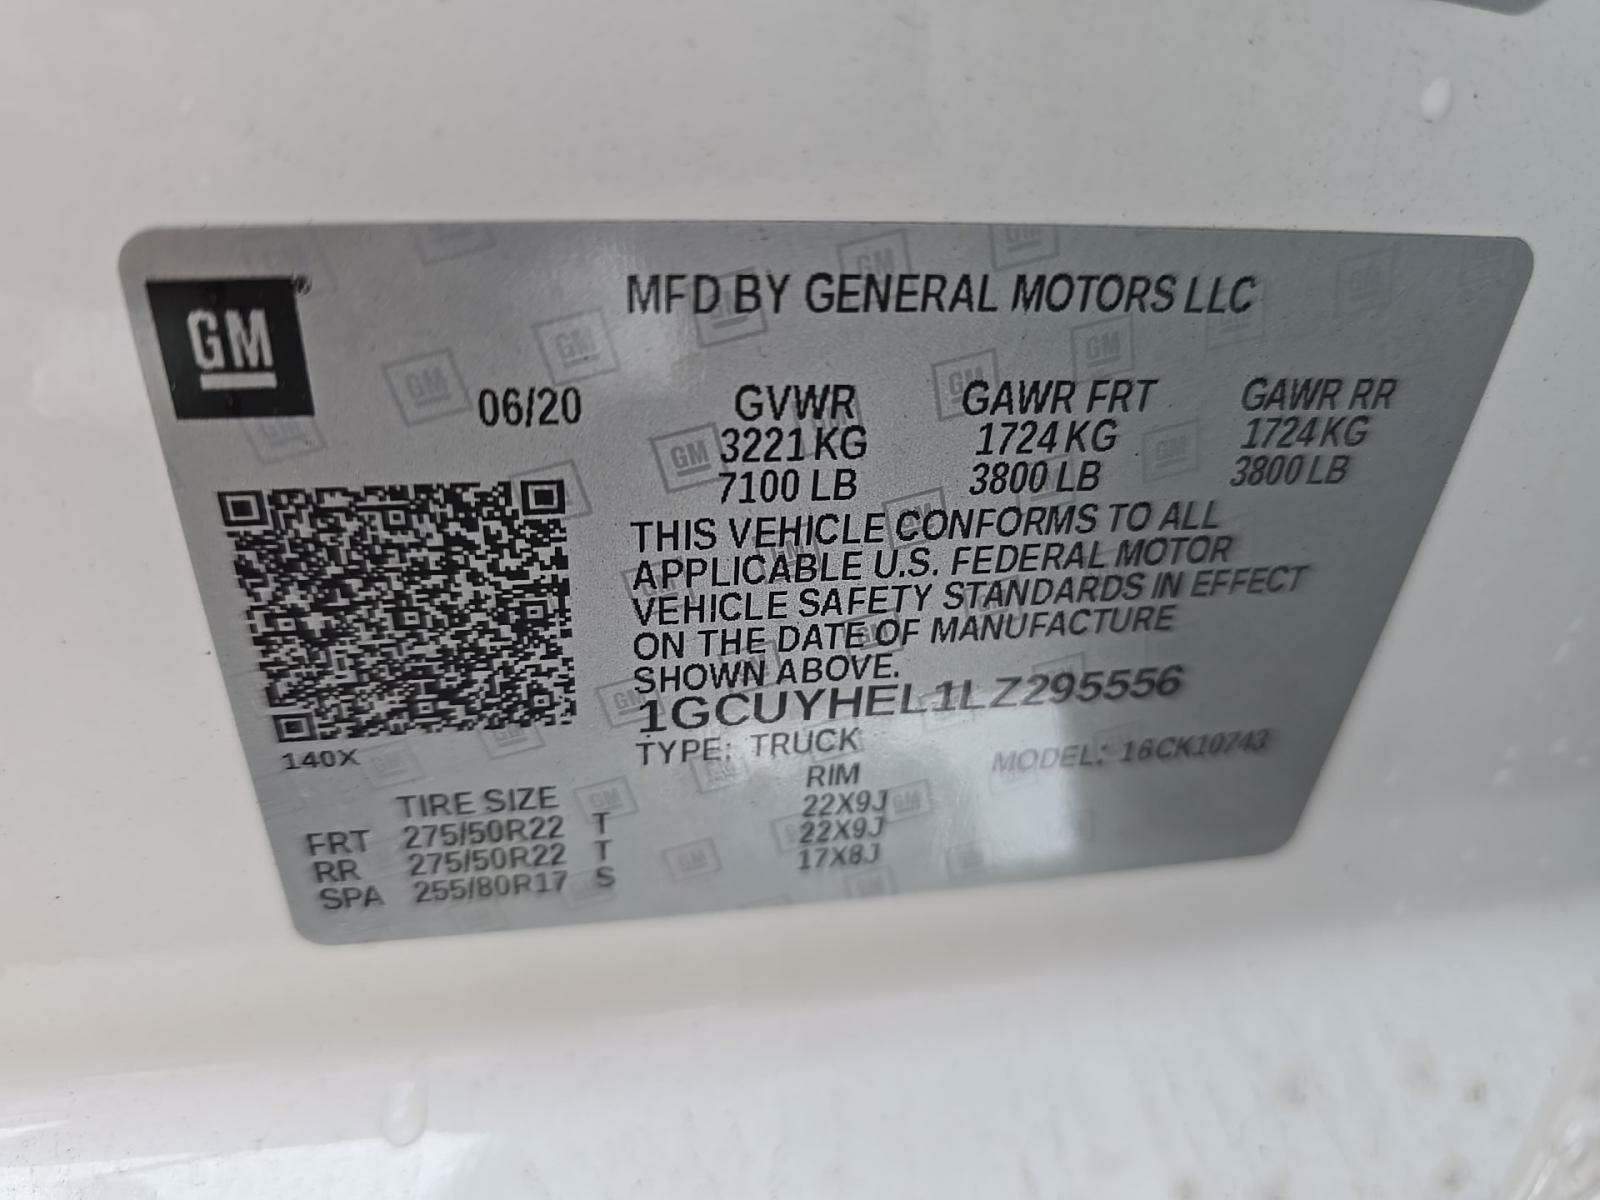 GM
MFD BY GENERAL MOTORS LLC
06/20 GVWR GAWR FRT GAWR RR
3221 KG 1724 KG 1724 KG
7100 LB 3800 LB 3800 LB
THIS VEHICLE CONFORMS TO ALL
APPLICABLE U.S. FEDERAL MOTOR
VEHICLE SAFETY STANDARDS IN EFFECT
ON THE DATE OF MANUFACTURE
SHOWN ABOVE.
1GCUYHEL1LZ295556
140X
TYPE: TRUCK MODEL: 16CK10743
TIRE SIZE RIM
FRT 275/50R22 T 22X9J
RR 275/50R22 T 22X9J
SPA 255/80R17 S 17X8J